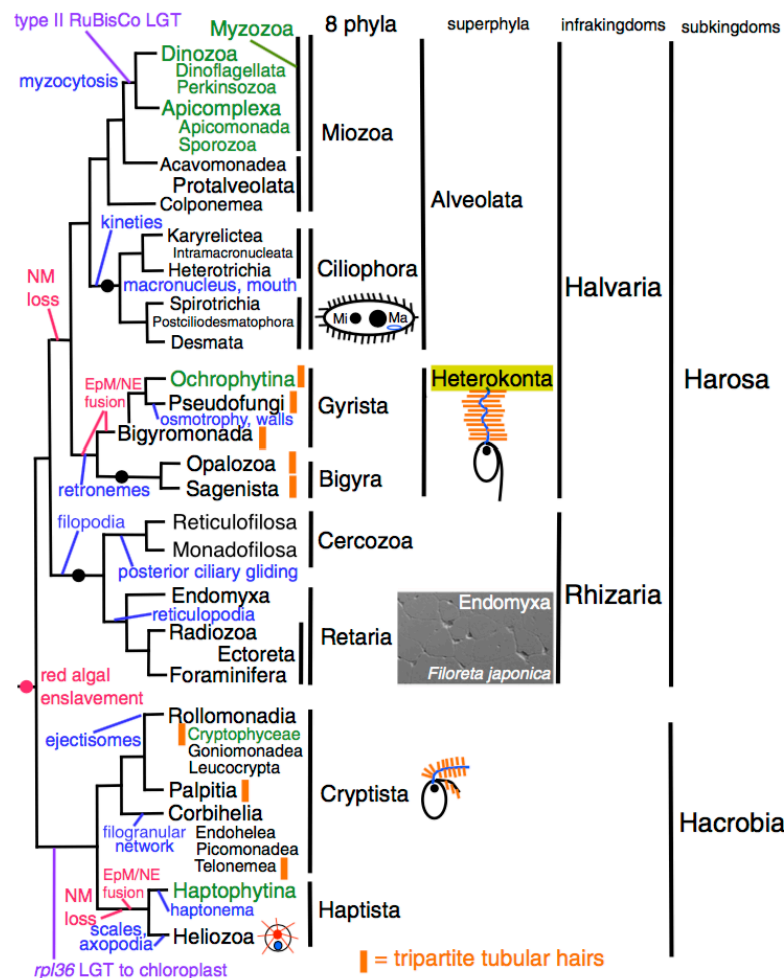 type II RuBisCo LGT
Myzozoa
8 phyla
superphyla
infrakingdoms
subkingdoms
Dinozoa
Dinoflagellata
Perkinsozoa
myzocytosis
Apicomplexa
Apicomonada
Sporozoa
Miozoa
Acavomonadea
Protalveolata
Colponemea
Alveolata
kineties
Karyrelictea
Intramacronucleata
Heterotrichia
Ciliophora
macronucleus, mouth
NM
loss
Halvaria
Spirotrichia
Postciliodesmatophora
Desmata
Mi
Ma
EpM/NE
fusion
Ochrophytina
Heterokonta
Harosa
Pseudofungi
osmotrophy, walls
Gyrista
Bigyromonada
Opalozoa
retronemes
Sagenista
Bigyra
filopodia
Reticulofilosa
Monadofilosa
Cercozoa
posterior ciliary gliding
Endomyxa
Endomyxa
Rhizaria
reticulopodia
Radiozoa
Ectoreta
Retaria
Foraminifera
Filoreta japonica
red algal
enslavement
Rollomonadia
ejectisomes
Cryptophyceae
Goniomonadea
Leucocrypta
Palpitia
Cryptista
Corbihelia
Hacrobia
filogranular
network
Endohelea
Picomonadea
Telonemea
EpM/NE
fusion
NM
loss
Haptophytina
haptonema
Haptista
scales,
axopodia
Heliozoa
= tripartite tubular hairs
rpl36 LGT to chloroplast